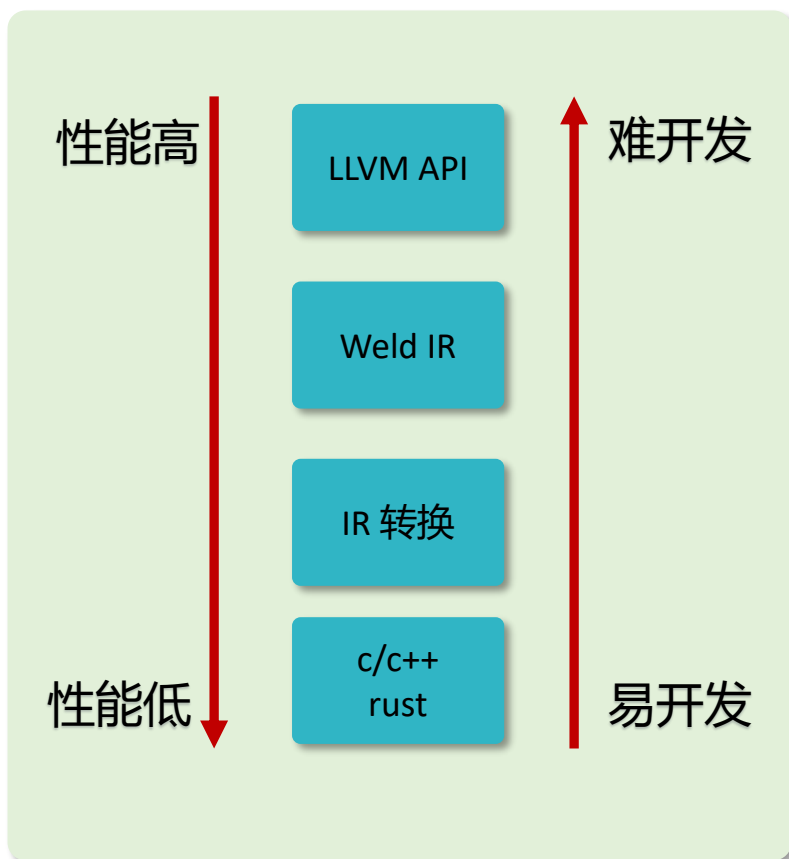 性能高
LLVM API
难开发
Weld IR
IR 转换
c/c++
rust
性能低
易开发